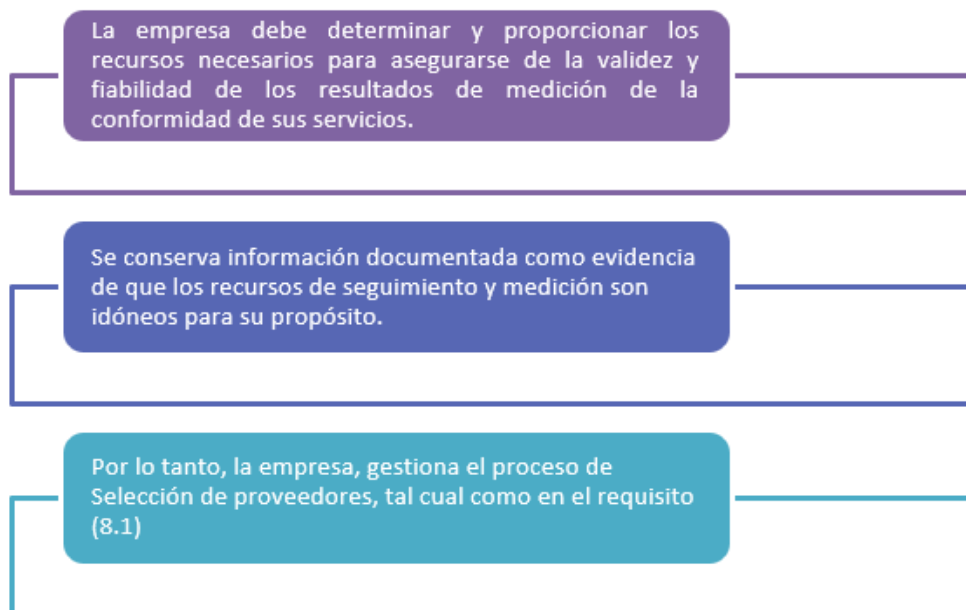 La empresa debe determinar y proporcionar los
recursos necesarios para asegurarse de la validez y
fiabilidad de los resultados de medición de la
conformidad de sus servicios.
Se conserva información documentada como evidencia
de que los recursos de seguimiento y medición son
idóneos para su propósito.
Por lo tanto, la empresa, gestiona el proceso de
Selección de proveedores, tal cual como en el requisito
(8.1)